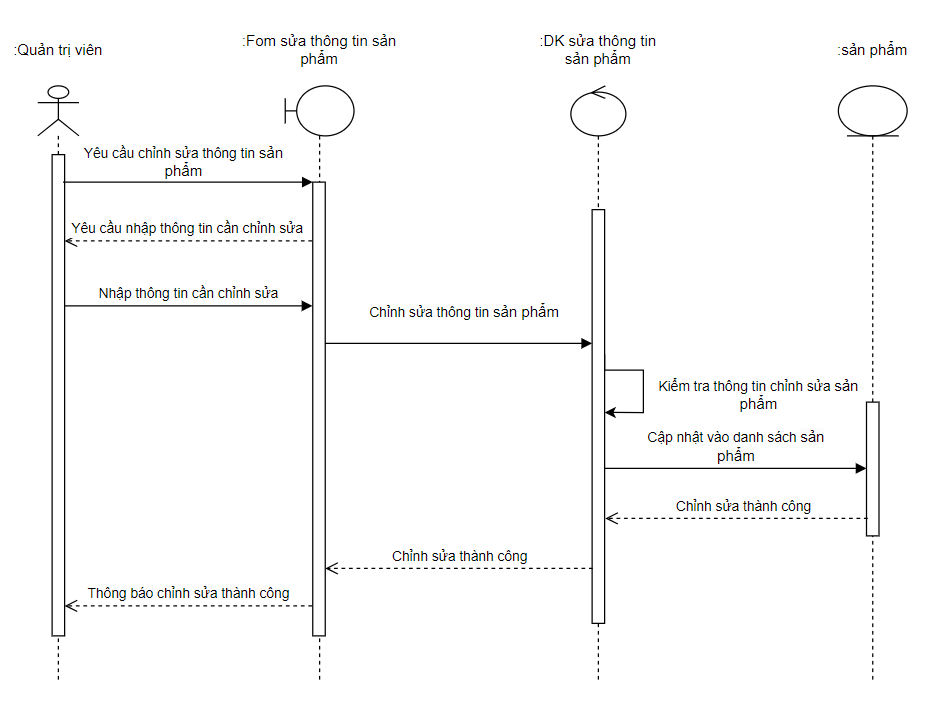 :Quản trị viên
:Fom sửa thông tin sản
phẩm
:DK sửa thông tin
sản phẩm
:sản phẩm
Yêu cầu chỉnh sửa thông tin sản
phẩm
Yêu cầu nhập thông tin cần chỉnh sửa
Nhập thông tin cần chỉnh sửa
Chỉnh sửa thông tin sản phẩm
Kiểm tra thông tin chỉnh sửa sản
phẩm
Cập nhật vào danh sách sản
phẩm
Chỉnh sửa thành công
Chỉnh sửa thành công
Thông báo chỉnh sửa thành công